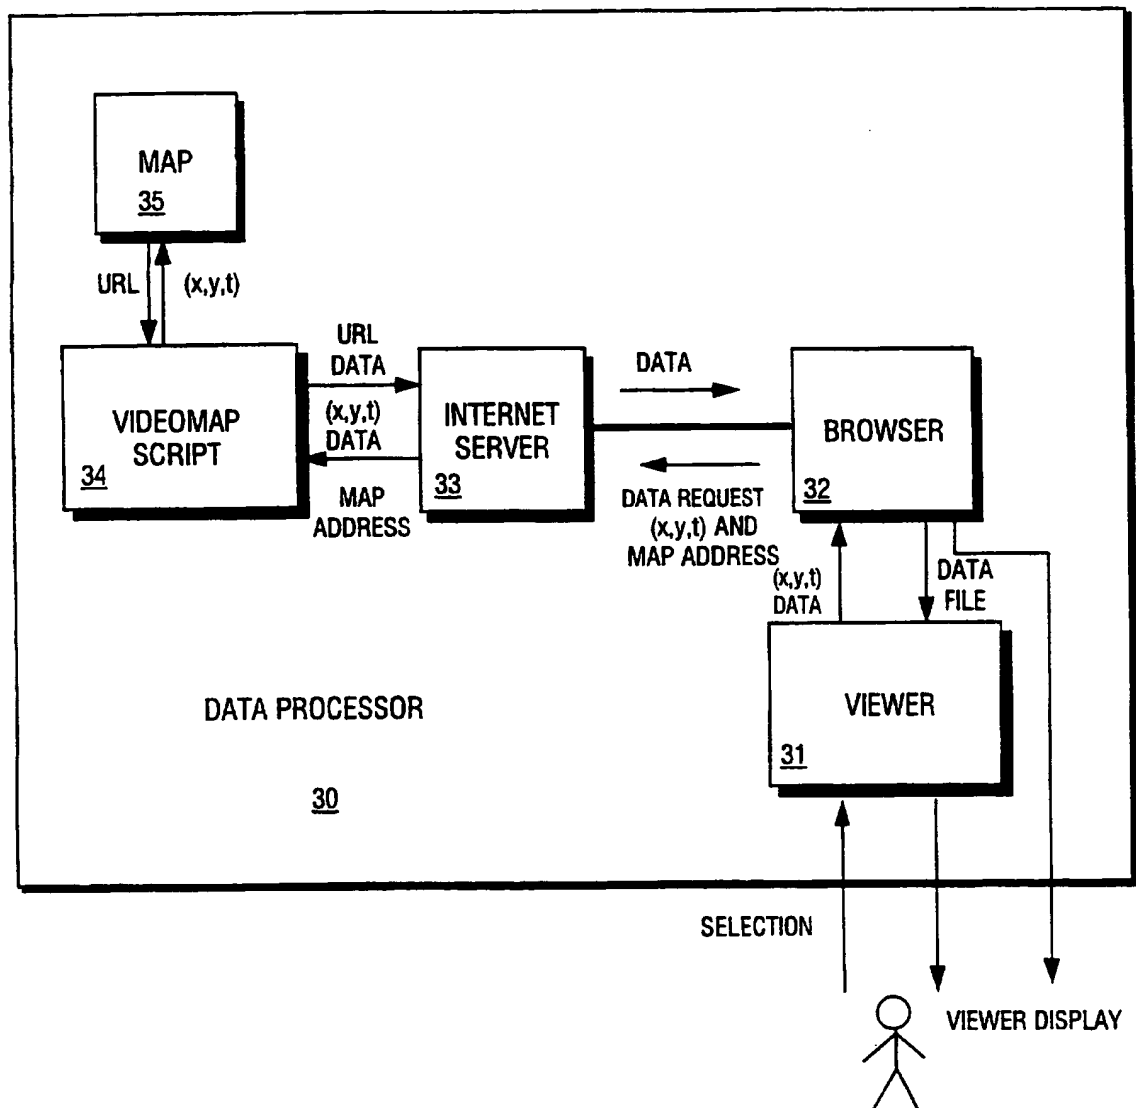 MAP
35
URL
(x,y,t)
URL
DATA
(x,y,t)
DATA
MAP
ADDRESS
VIDEOMAP
SCRIPT
34
INTERNET
SERVER
33
DATA
DATA REQUEST
(x,y,t) AND
MAP ADDRESS
BROWSER
32
(x,y,t)
DATA
DATA
FILE
VIEWER
31
DATA PROCESSOR
30
SELECTION
VIEWER DISPLAY